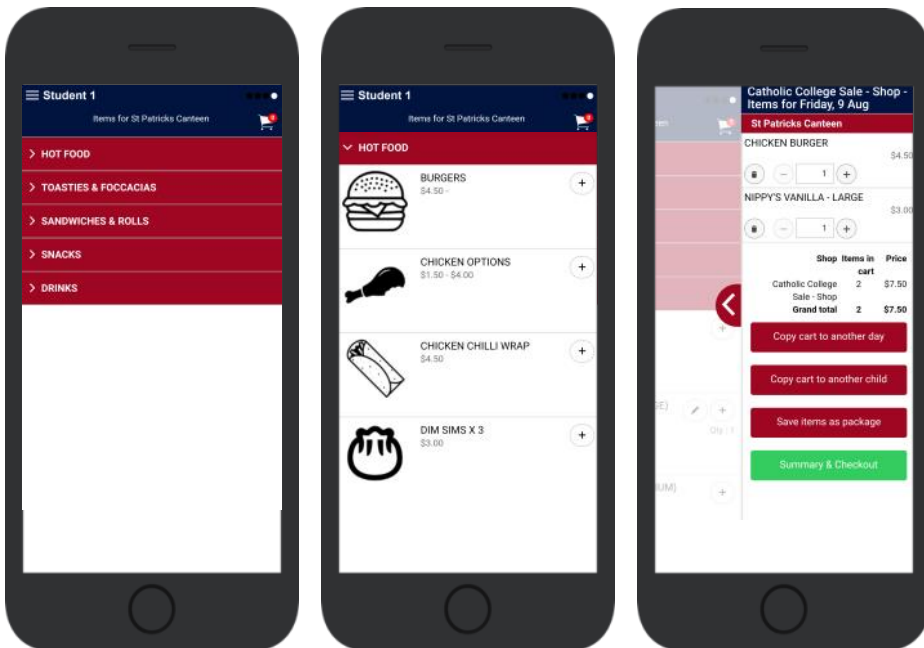 Student 1
Items for St Patricks Canteen
HOT FOOD
TOASTIES & FOCCACIAS
SANDWICHES & ROLLS
SNACKS
DRINKS
Student 1
Items for St Patricks Canteen
HOT FOOD
BURGERS
$4.50 -
CHICKEN OPTIONS
$1.50 - $4.00
CHICKEN CHILLI WRAP
$4.50
DIM SIMS X 3
$3.00
Catholic College Sale - Shop -
Items for Friday, 9 Aug
St Patricks Canteen
CHICKEN BURGER
$4.50
1
NIPPY'S VANILLA - LARGE
$3.00
1
Shop Items in Price
cart
Catholic College 2 $7.50
Sale - Shop
Grand total 2 $7.50
Copy cart to another day
Copy cart to another child
Save items as package
Summary & Checkout
Qty : 1